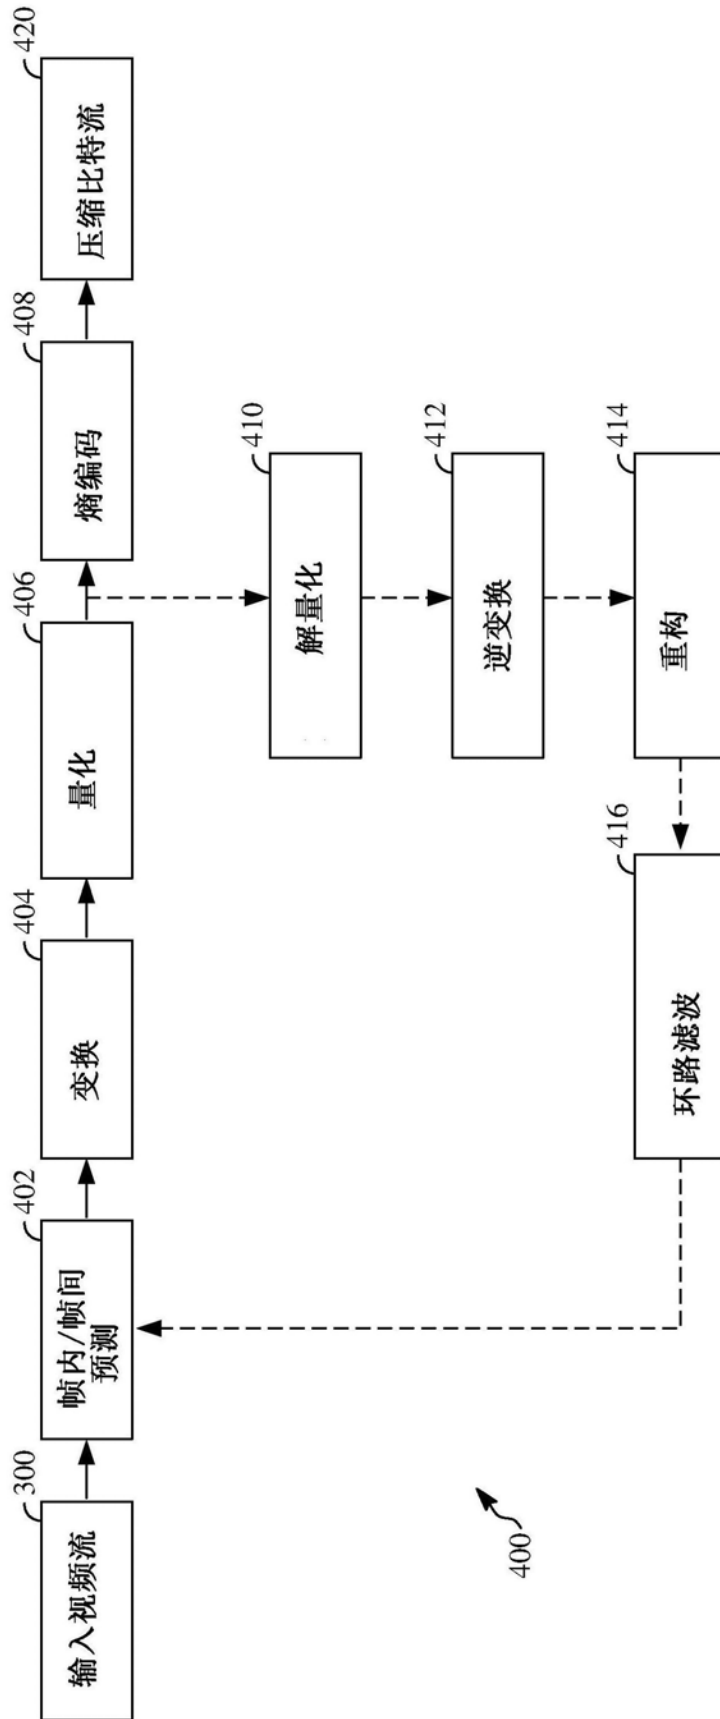 300
输入视频流
402
帧内/帧间
预测
404
变换
406
量化
408
熵编码
420
压缩比特流
410
解量化
412
逆变换
414
重构
416
环路滤波
400